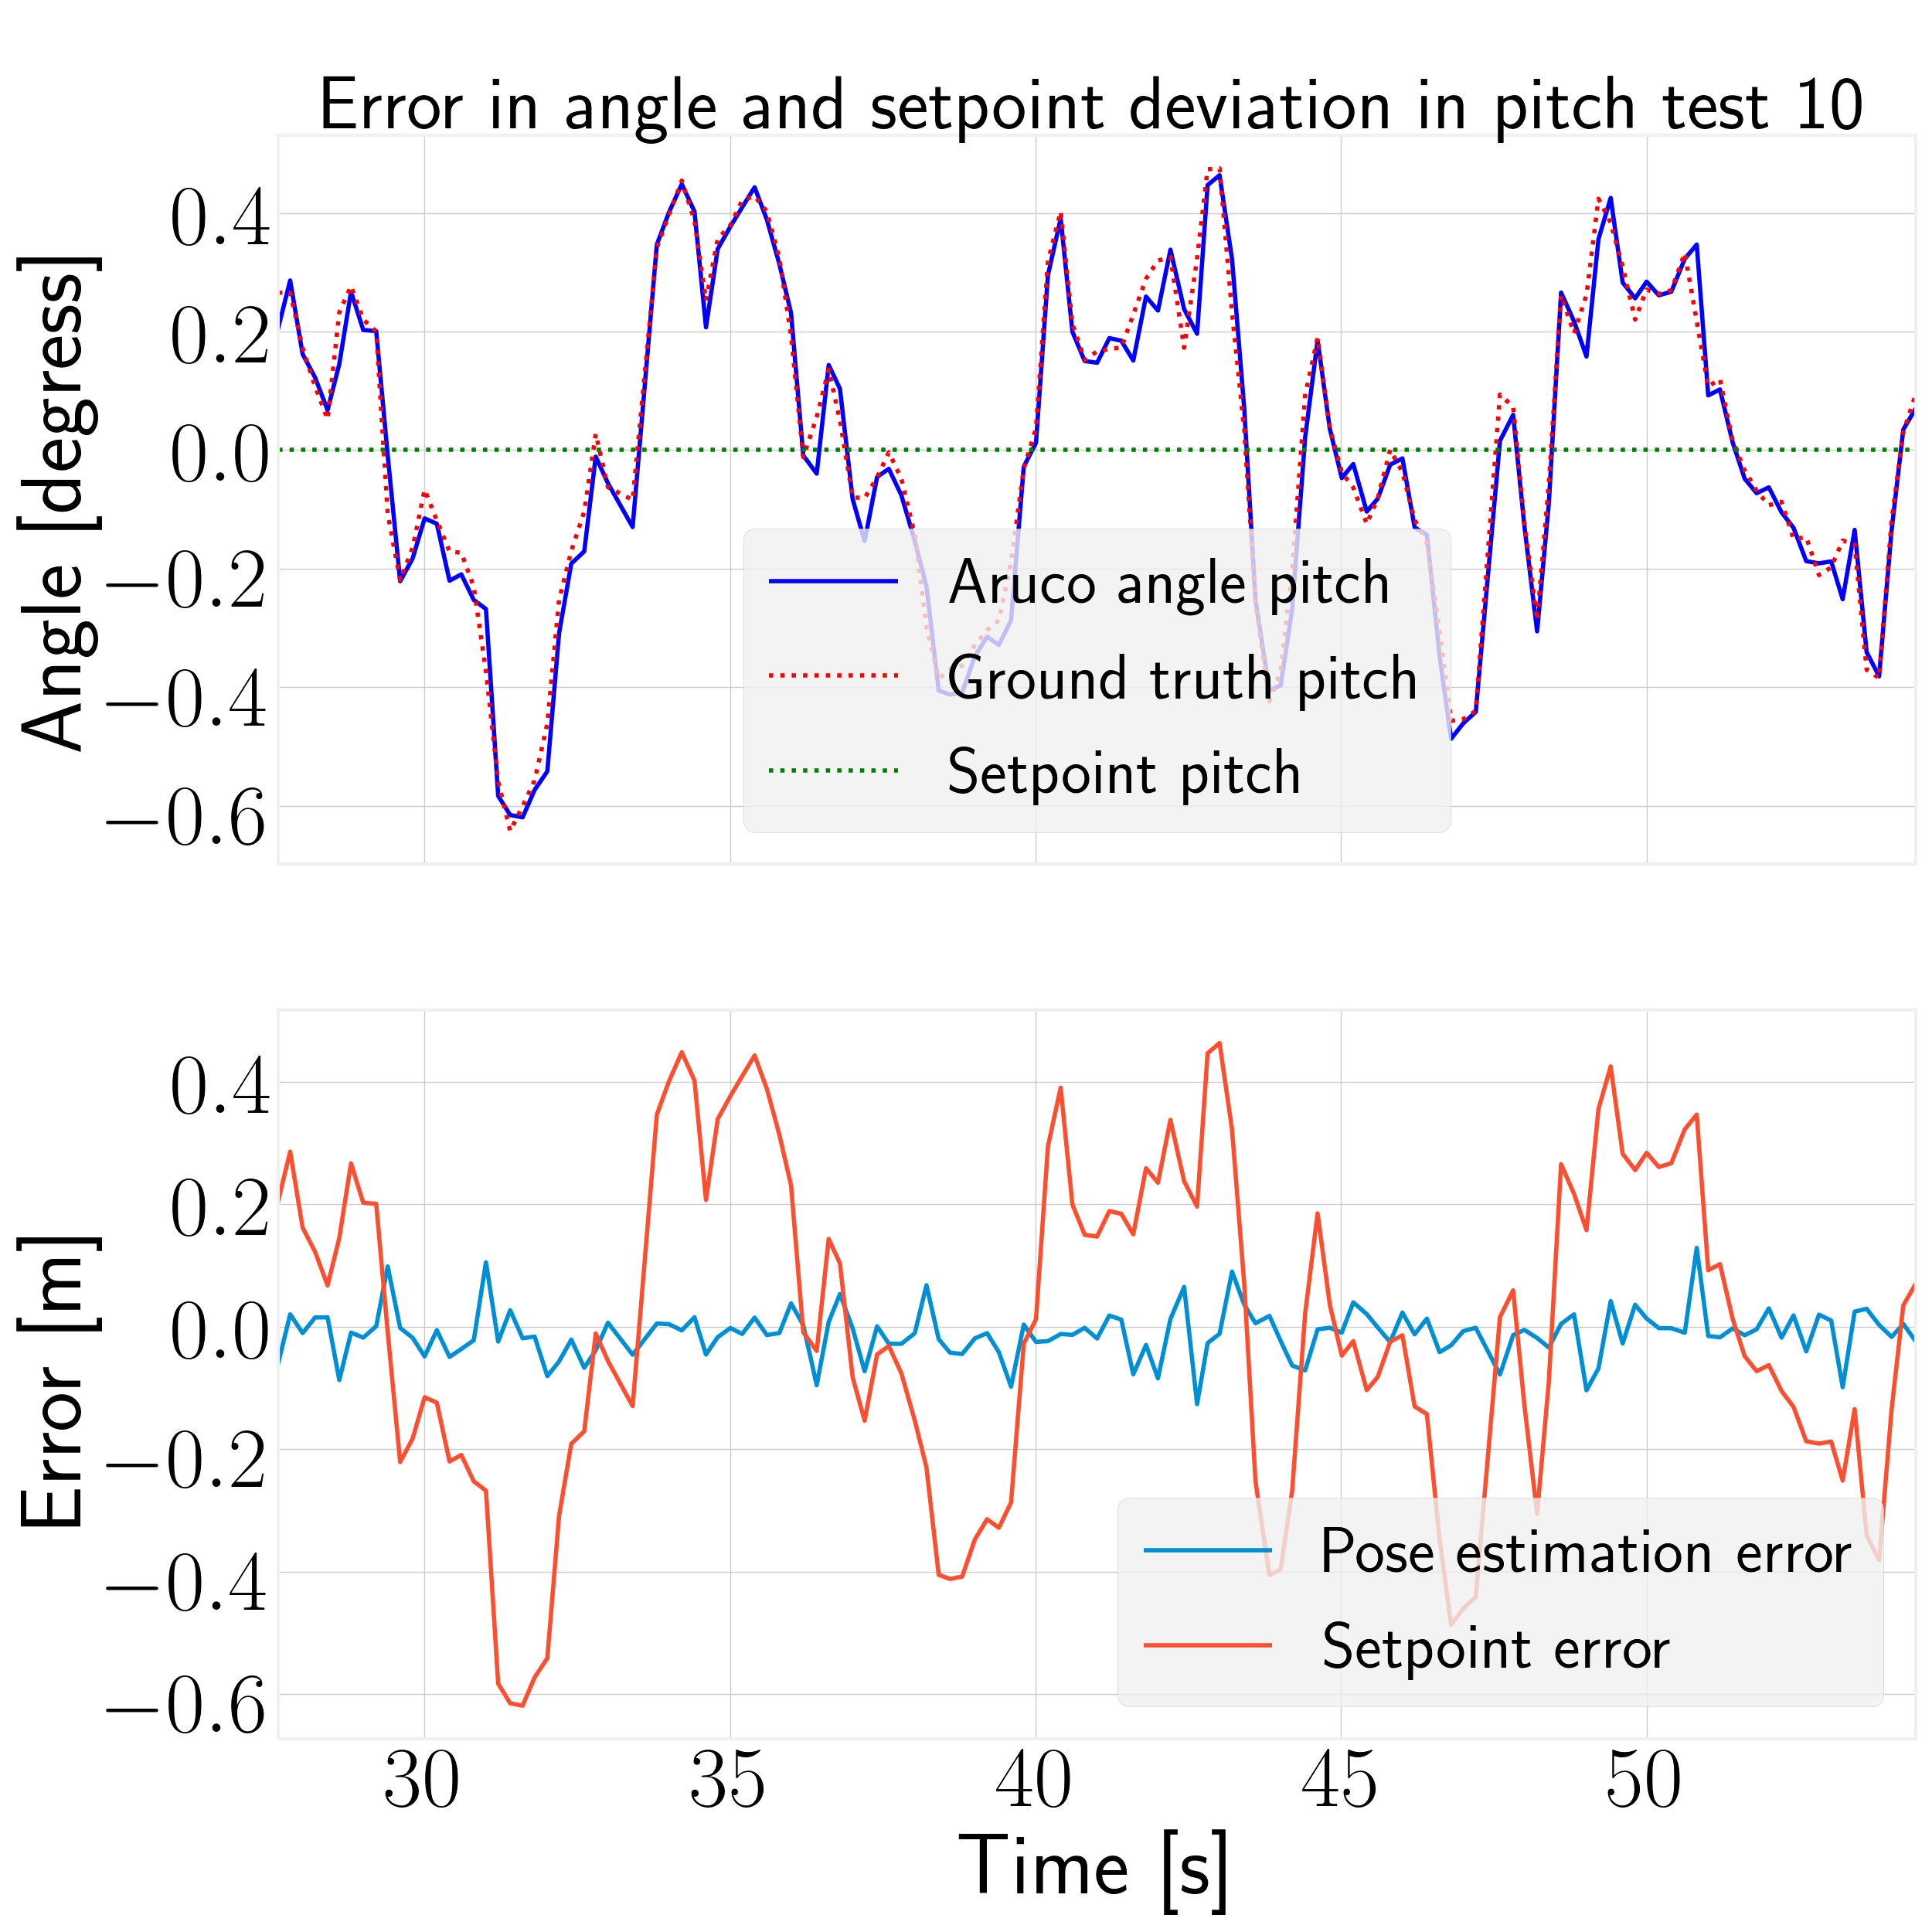 Error in angle and setpoint deviation in pitch test 10
Angle [degress]
0.4
0.2
0.0
−0.2
−0.4
−0.6
Aruco angle pitch
Ground truth pitch
Setpoint pitch
Error [m]
0.4
0.2
0.0
−0.2
−0.4
−0.6
Pose estimation error
Setpoint error
30 35 40 45 50
Time [s]